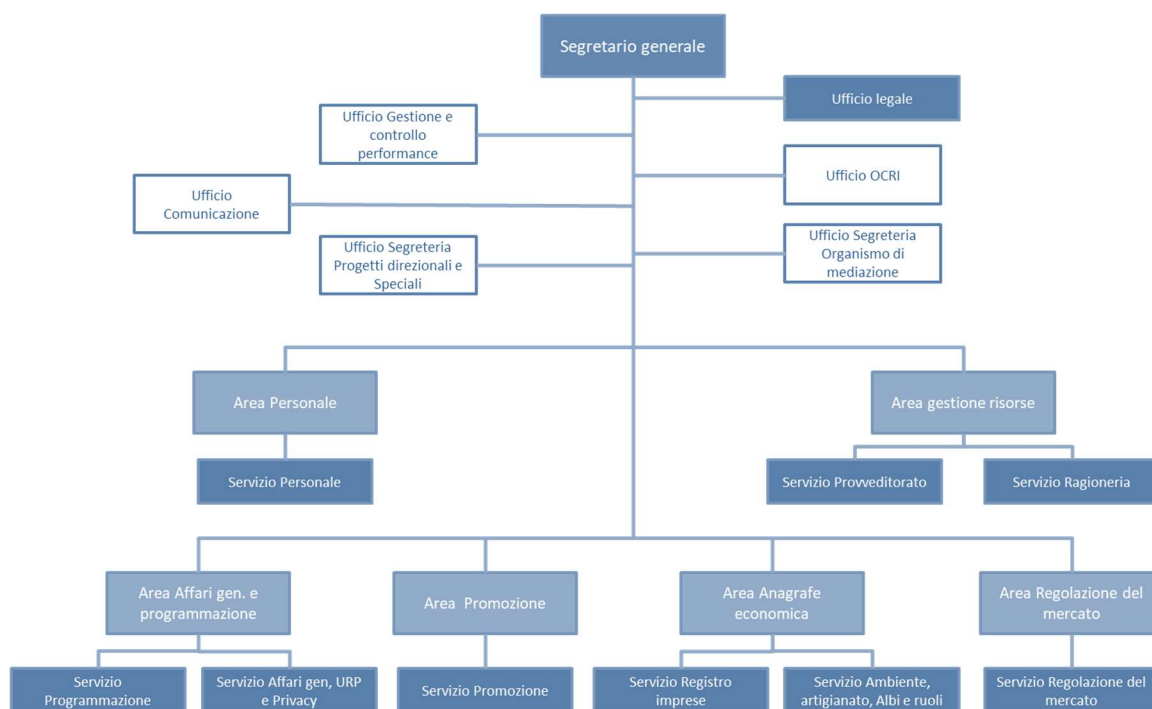 Segretario generale
Ufficio legale
Ufficio Gestione e
controllo
performance
Ufficio OCRI
Ufficio
Comunicazione
Ufficio Segreteria
Progetti direzionali e
Speciali
Ufficio Segreteria
Organismo di
mediazione
Area Personale
Area gestione risorse
Servizio Personale
Servizio Provveditorato
Servizio Ragioneria
Area Affari gen. e
programmazione
Area Promozione
Area Anagrafe
economica
Area Regolazione del
mercato
Servizio
Programmazione
Servizio Affari gen, URP
e Privacy
Servizio Promozione
Servizio Registro
imprese
Servizio Ambiente,
artigianato, Albi e ruoli
Servizio Regolazione del
mercato